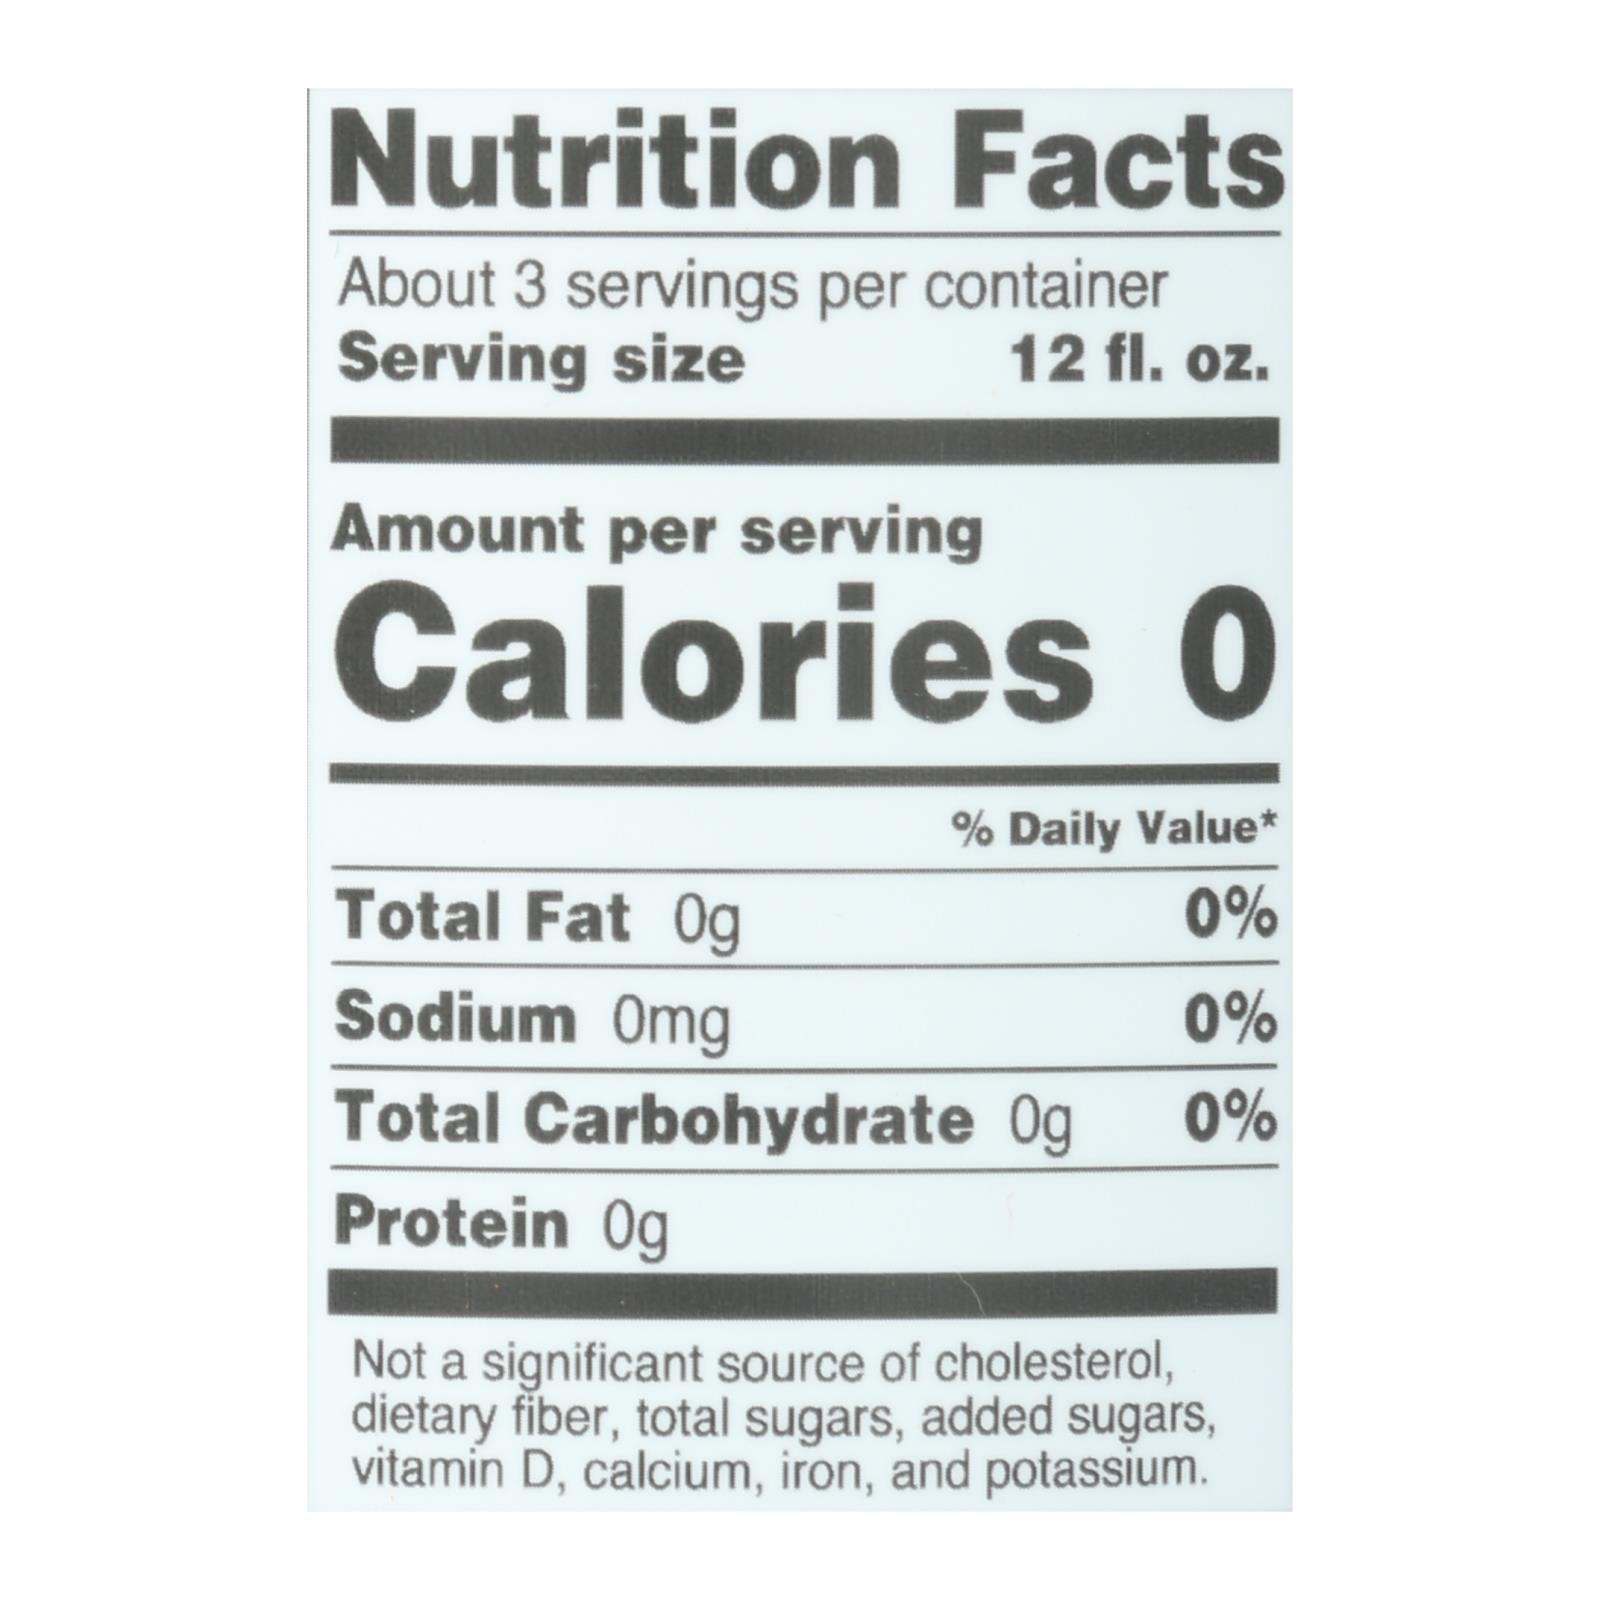 Nutrition Facts
About 3 servings per container
Serving size 12 fl. oz.
Amount per serving
Calories 0
% Daily Value*
Total Fat 0g 0%
Sodium 0mg 0%
Total Carbohydrate 0g 0%
Protein 0g
Not a significant source of cholesterol,
dietary fiber, total sugars, added sugars,
vitamin D, calcium, iron, and potassium.